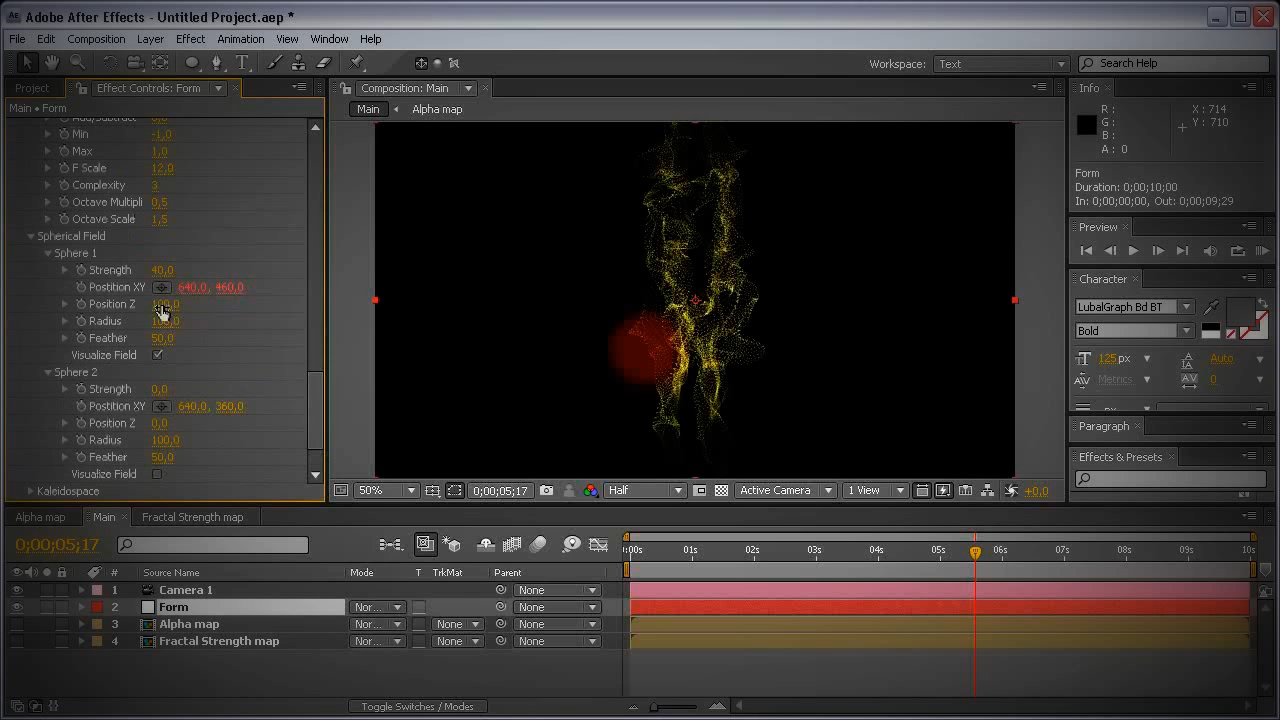 Adobe After Effects - Untitled Project.aep *
File Edit Composition Layer Effect Animation View Window Help
Workspace: Text Search Help
Project Effect Controls: Form
Main • Form
Add/Subtract 0,0
Min -1,0
Max 1,0
F Scale 12,0
Complexity 3
Octave Multipli 0,5
Octave Scale 1,5
Spherical Field
Sphere 1
Strength 40,0
Position XY 640,0, 460,0
Position Z 100,0
Radius 100,0
Feather 50,0
Visualize Field
Sphere 2
Strength 0,0
Postition XY 640,0, 360,0
Position Z 0,0
Radius 100,0
Feather 50,0
Visualize Field
Kaleidospace
Composition: Main
Main Alpha map
50% 0;00;05;17 Half Active Camera 1 View +0,0
Info
R : X : 714
G : Y : 710
B :
A : 0
Form
Duration: 0;00;10;00
In: 0;00;00;00, Out: 0;00;09;29
Preview
Character
LubalGraph Bd BT
Bold
125 px Auto
Metrics 0
px
Paragraph
Effects & Presets
Alpha map Main Fractal Strength map
0;00;05;17
:00s 01s 02s 03s 04s 05s 06s 07s 08s 09s 10s
# Source Name Mode T TrkMat Parent
1 Camera 1 None
2 Form Nor... None
3 Alpha map Nor... None None
4 Fractal Strength map Nor... None None
Toggle Switches / Modes